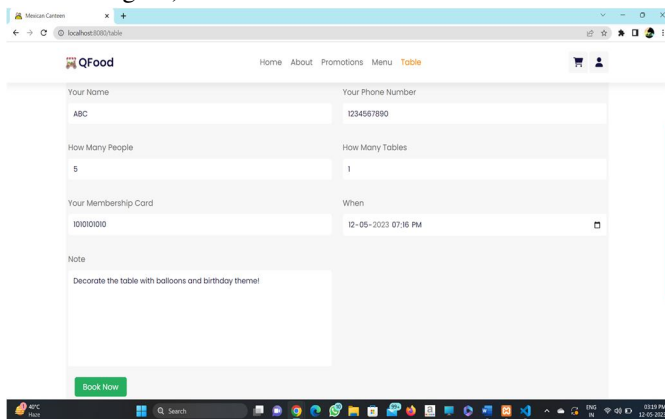 Mexican Canteen
localhost:8080/table
QFood
Home About Promotions Menu Table
Your Name Your Phone Number
ABC 1234567890
How Many People How Many Tables
5 1
Your Membership Card When
1010101010 12-05-2023 07:16 PM
Note
Decorate the table with balloons and birthday theme!
Book Now
40°C
Haze
Search
ENG
IN
03:19 PM
12-05-2023